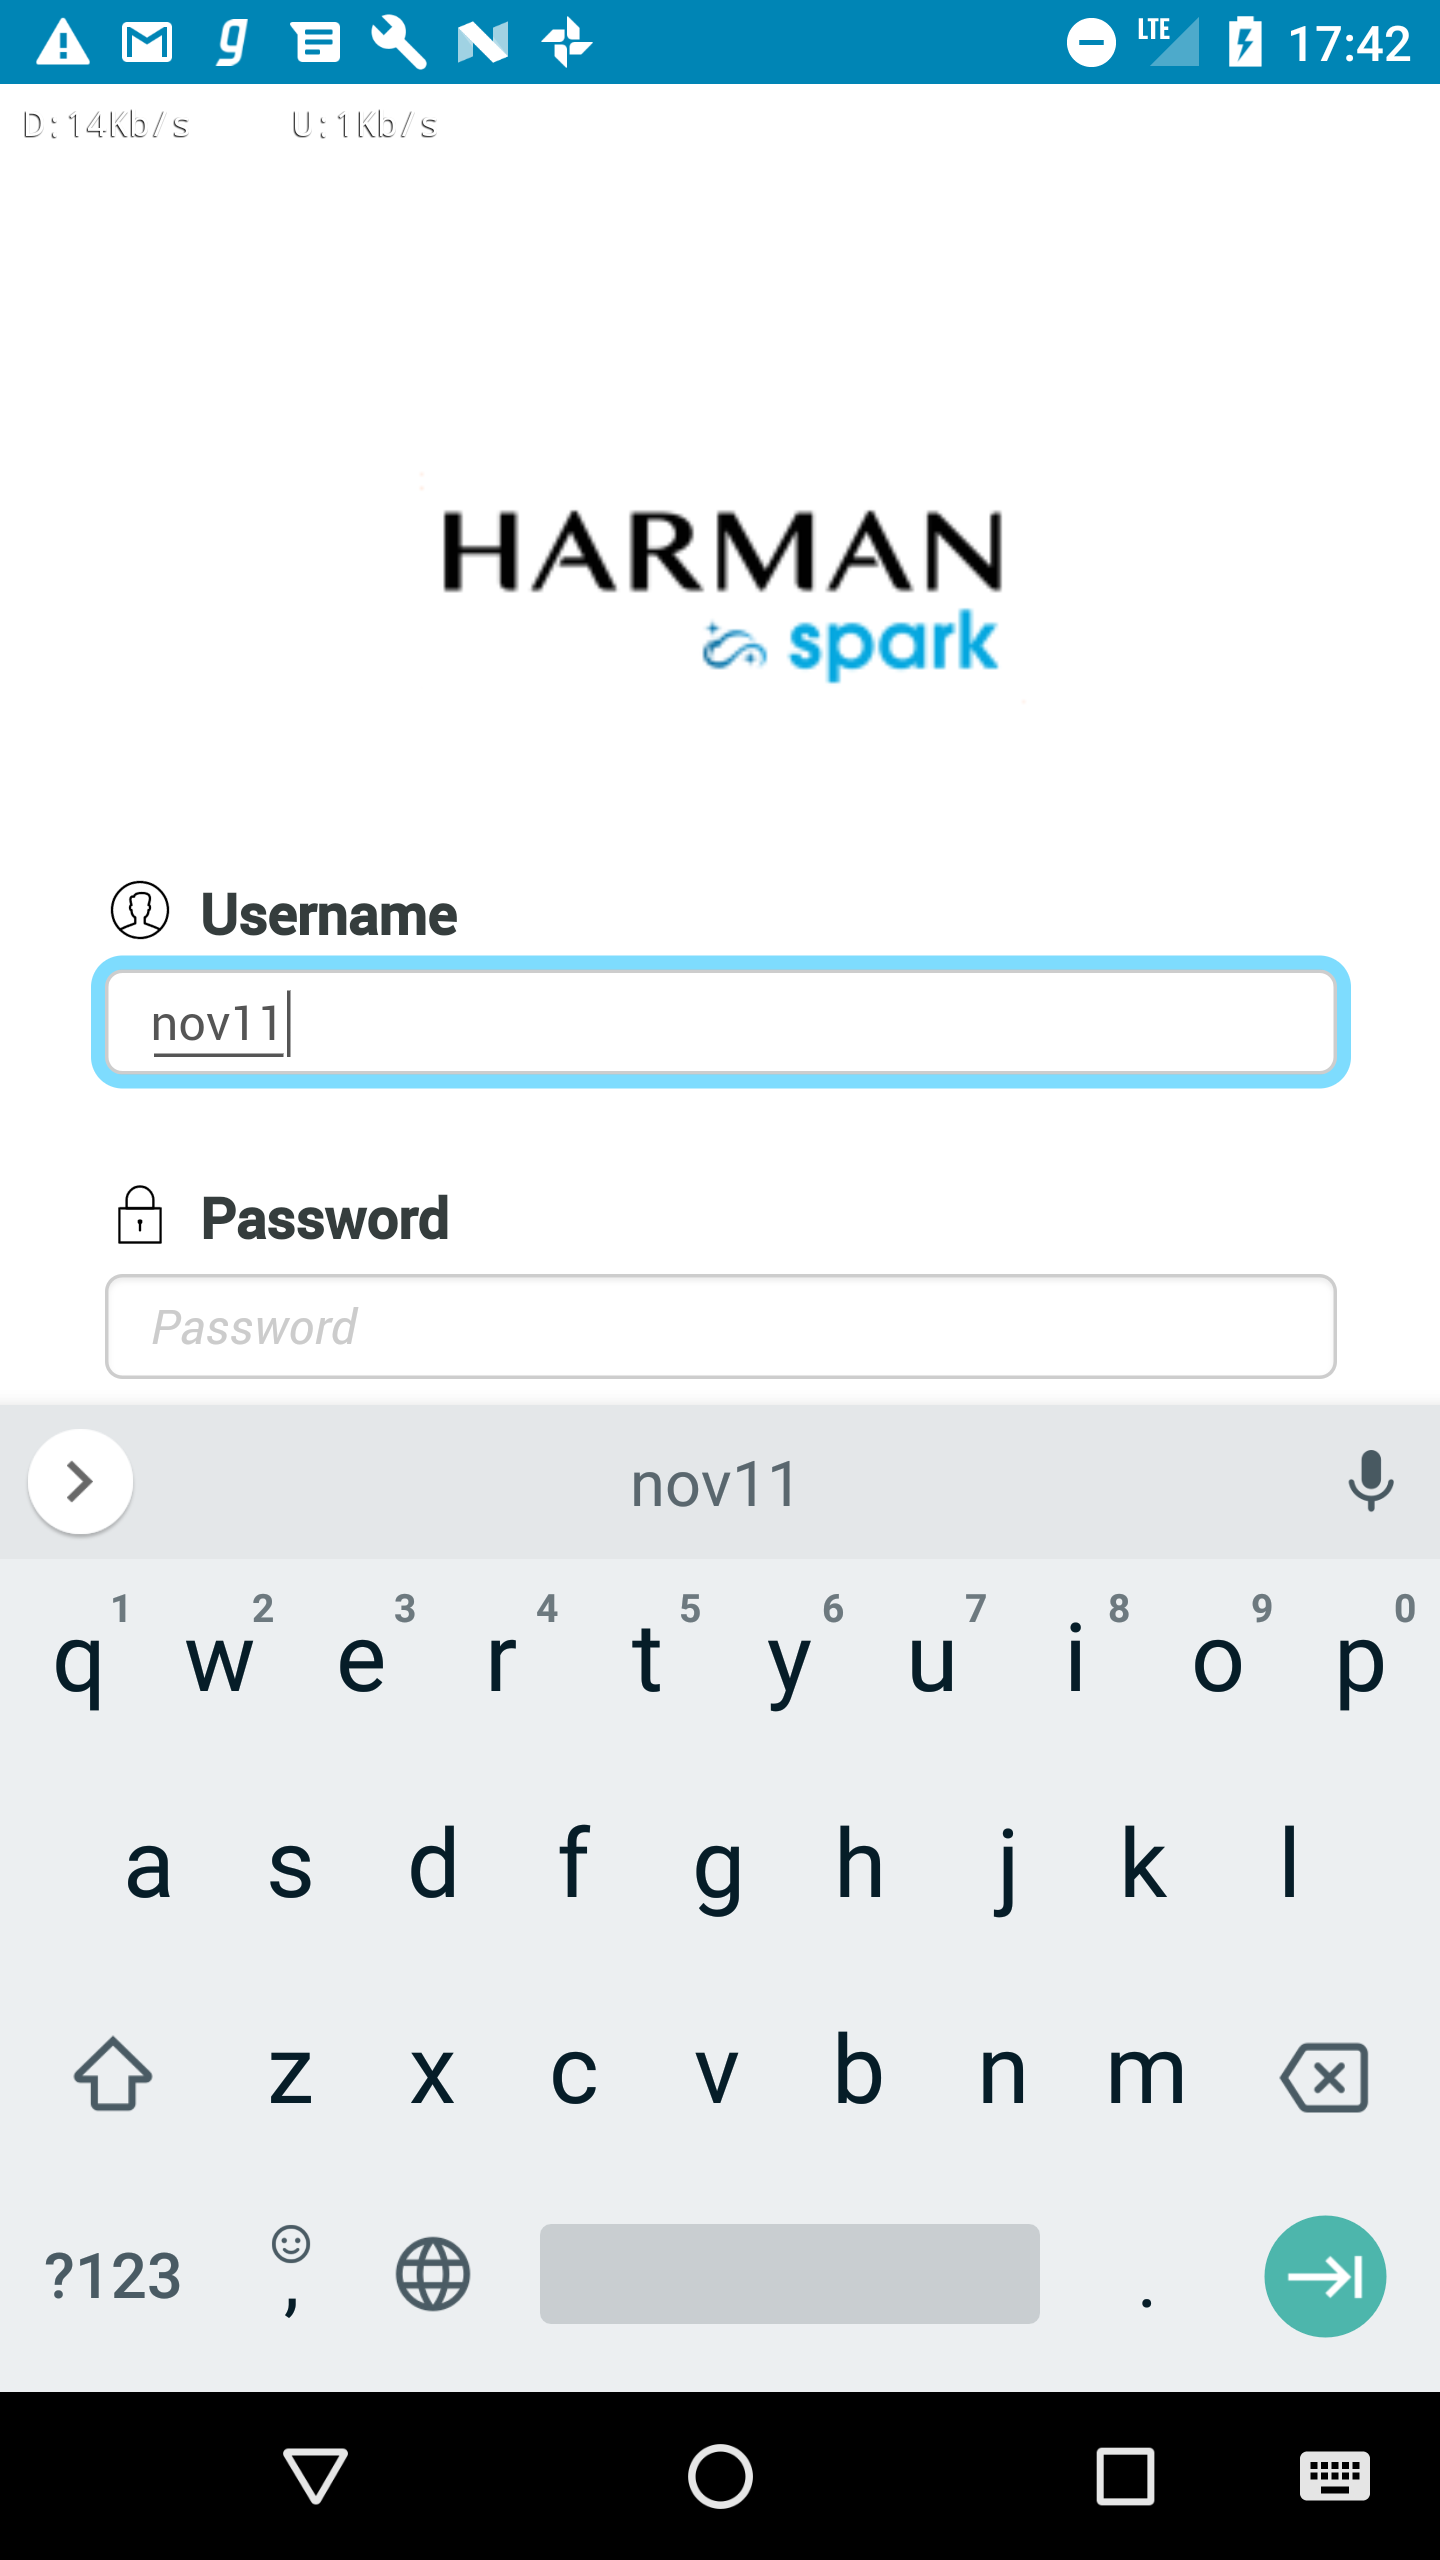 LTE 17:42
D:14Kb/s U:1Kb/s
HARMAN
spark
Username
nov11
Password
Password
nov11
1 2 3 4 5 6 7 8 9 0
q w e r t y u i o p
a s d f g h j k l
z x c v b n m
?123 , .